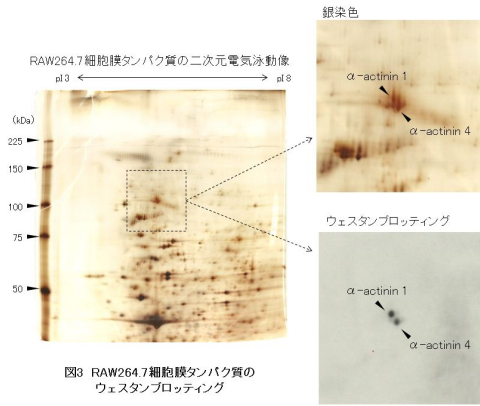 銀染色
RAW264.7細胞膜タンパク質の二次元電気泳動像
pI 3
pI 8
α-actinin 1
α-actinin 4
(kDa)
225
150
100
75
50
ウェスタンブロッティング
α-actinin 1
α-actinin 4
図3 RAW264.7細胞膜タンパク質の
ウェスタンブロッティング